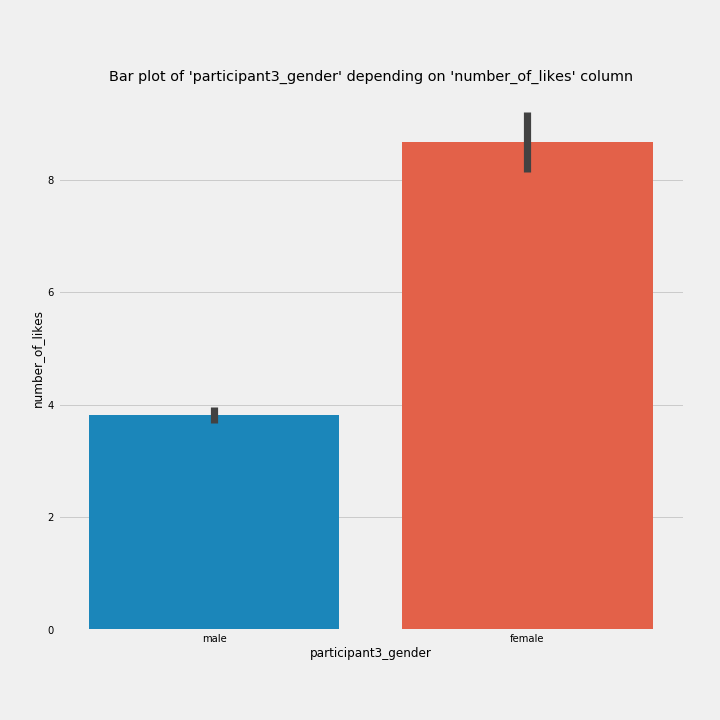 Bar plot of 'participant3_gender' depending on 'number_of_likes' column
8
6
4
2
0
number_of_likes
male
female
participant3_gender